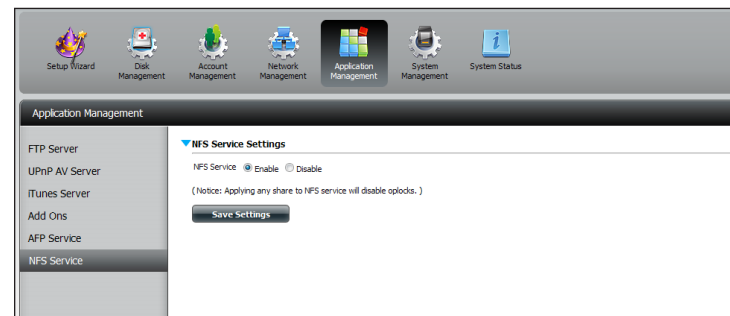 Setup Wizard
Disk Management
Account Management
Network Management
Application Management
System Management
System Status
Application Management
FTP Server
UPnP AV Server
iTunes Server
Add Ons
AFP Service
NFS Service
NFS Service Settings
NFS Service Enable Disable
( Notice: Applying any share to NFS service will disable oplocks. )
Save Settings